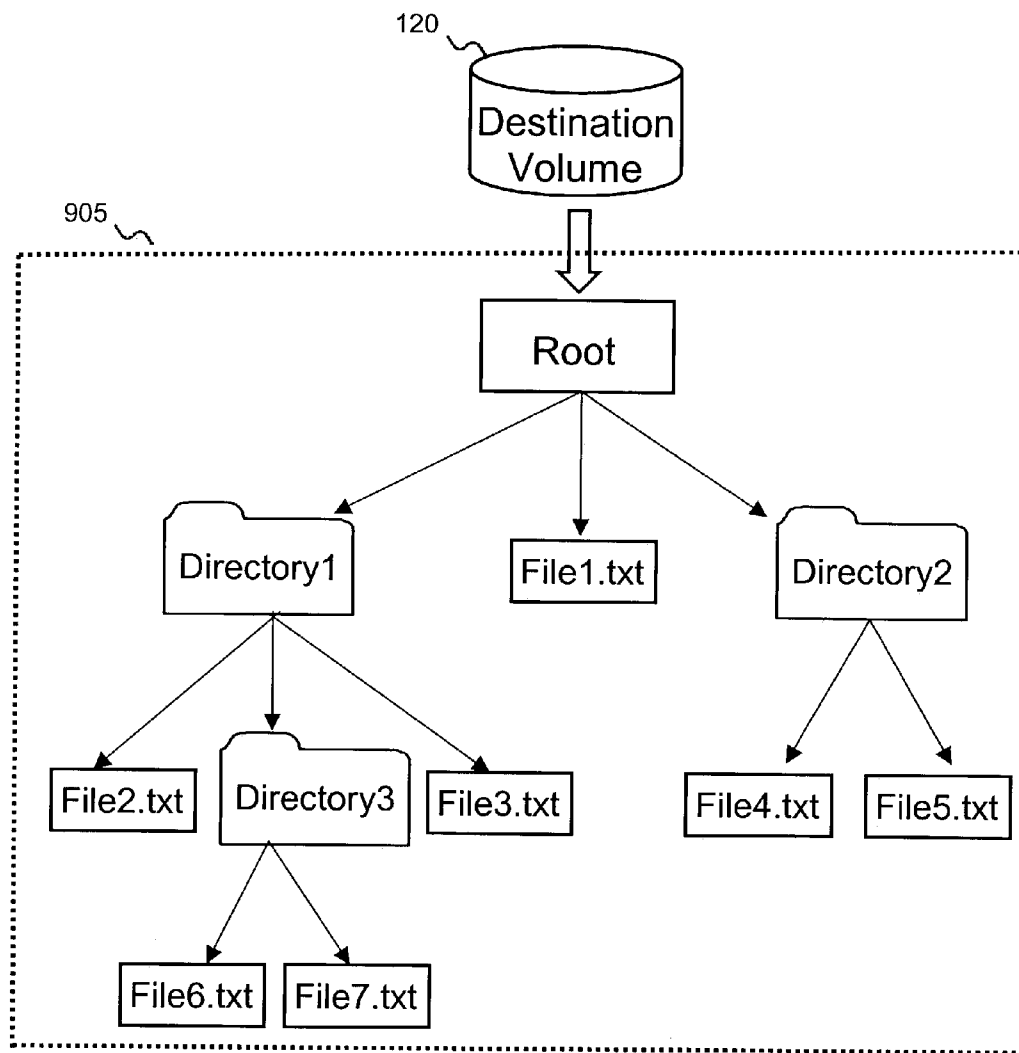 120
Destination
Volume
905
Root
Directory1
File1.txt
Directory2
File2.txt
Directory3
File3.txt
File4.txt
File5.txt
File6.txt
File7.txt